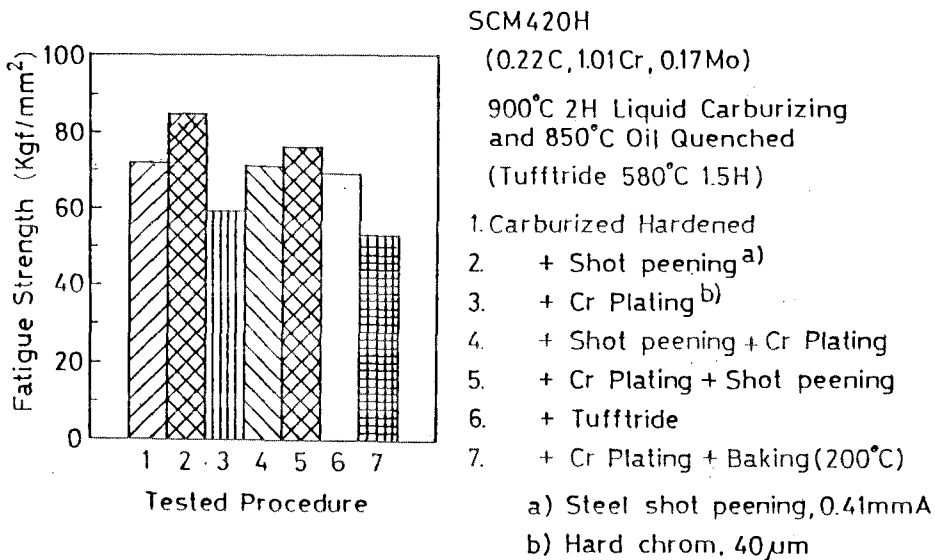 Fatigue Strength (Kgf/mm²)
100
80
60
40
20
0
1 2 3 4 5 6 7
Tested Procedure
SCM420H
(0.22C, 1.01Cr, 0.17Mo)
900°C 2H Liquid Carburizing
and 850°C Oil Quenched
(Tufftride 580°C 1.5H)
1. Carburized Hardened
2. + Shot peening a)
3. + Cr Plating b)
4. + Shot peening + Cr Plating
5. + Cr Plating + Shot peening
6. + Tufftride
7. + Cr Plating + Baking (200°C)
a) Steel shot peening, 0.41mmA
b) Hard chrom, 40μm